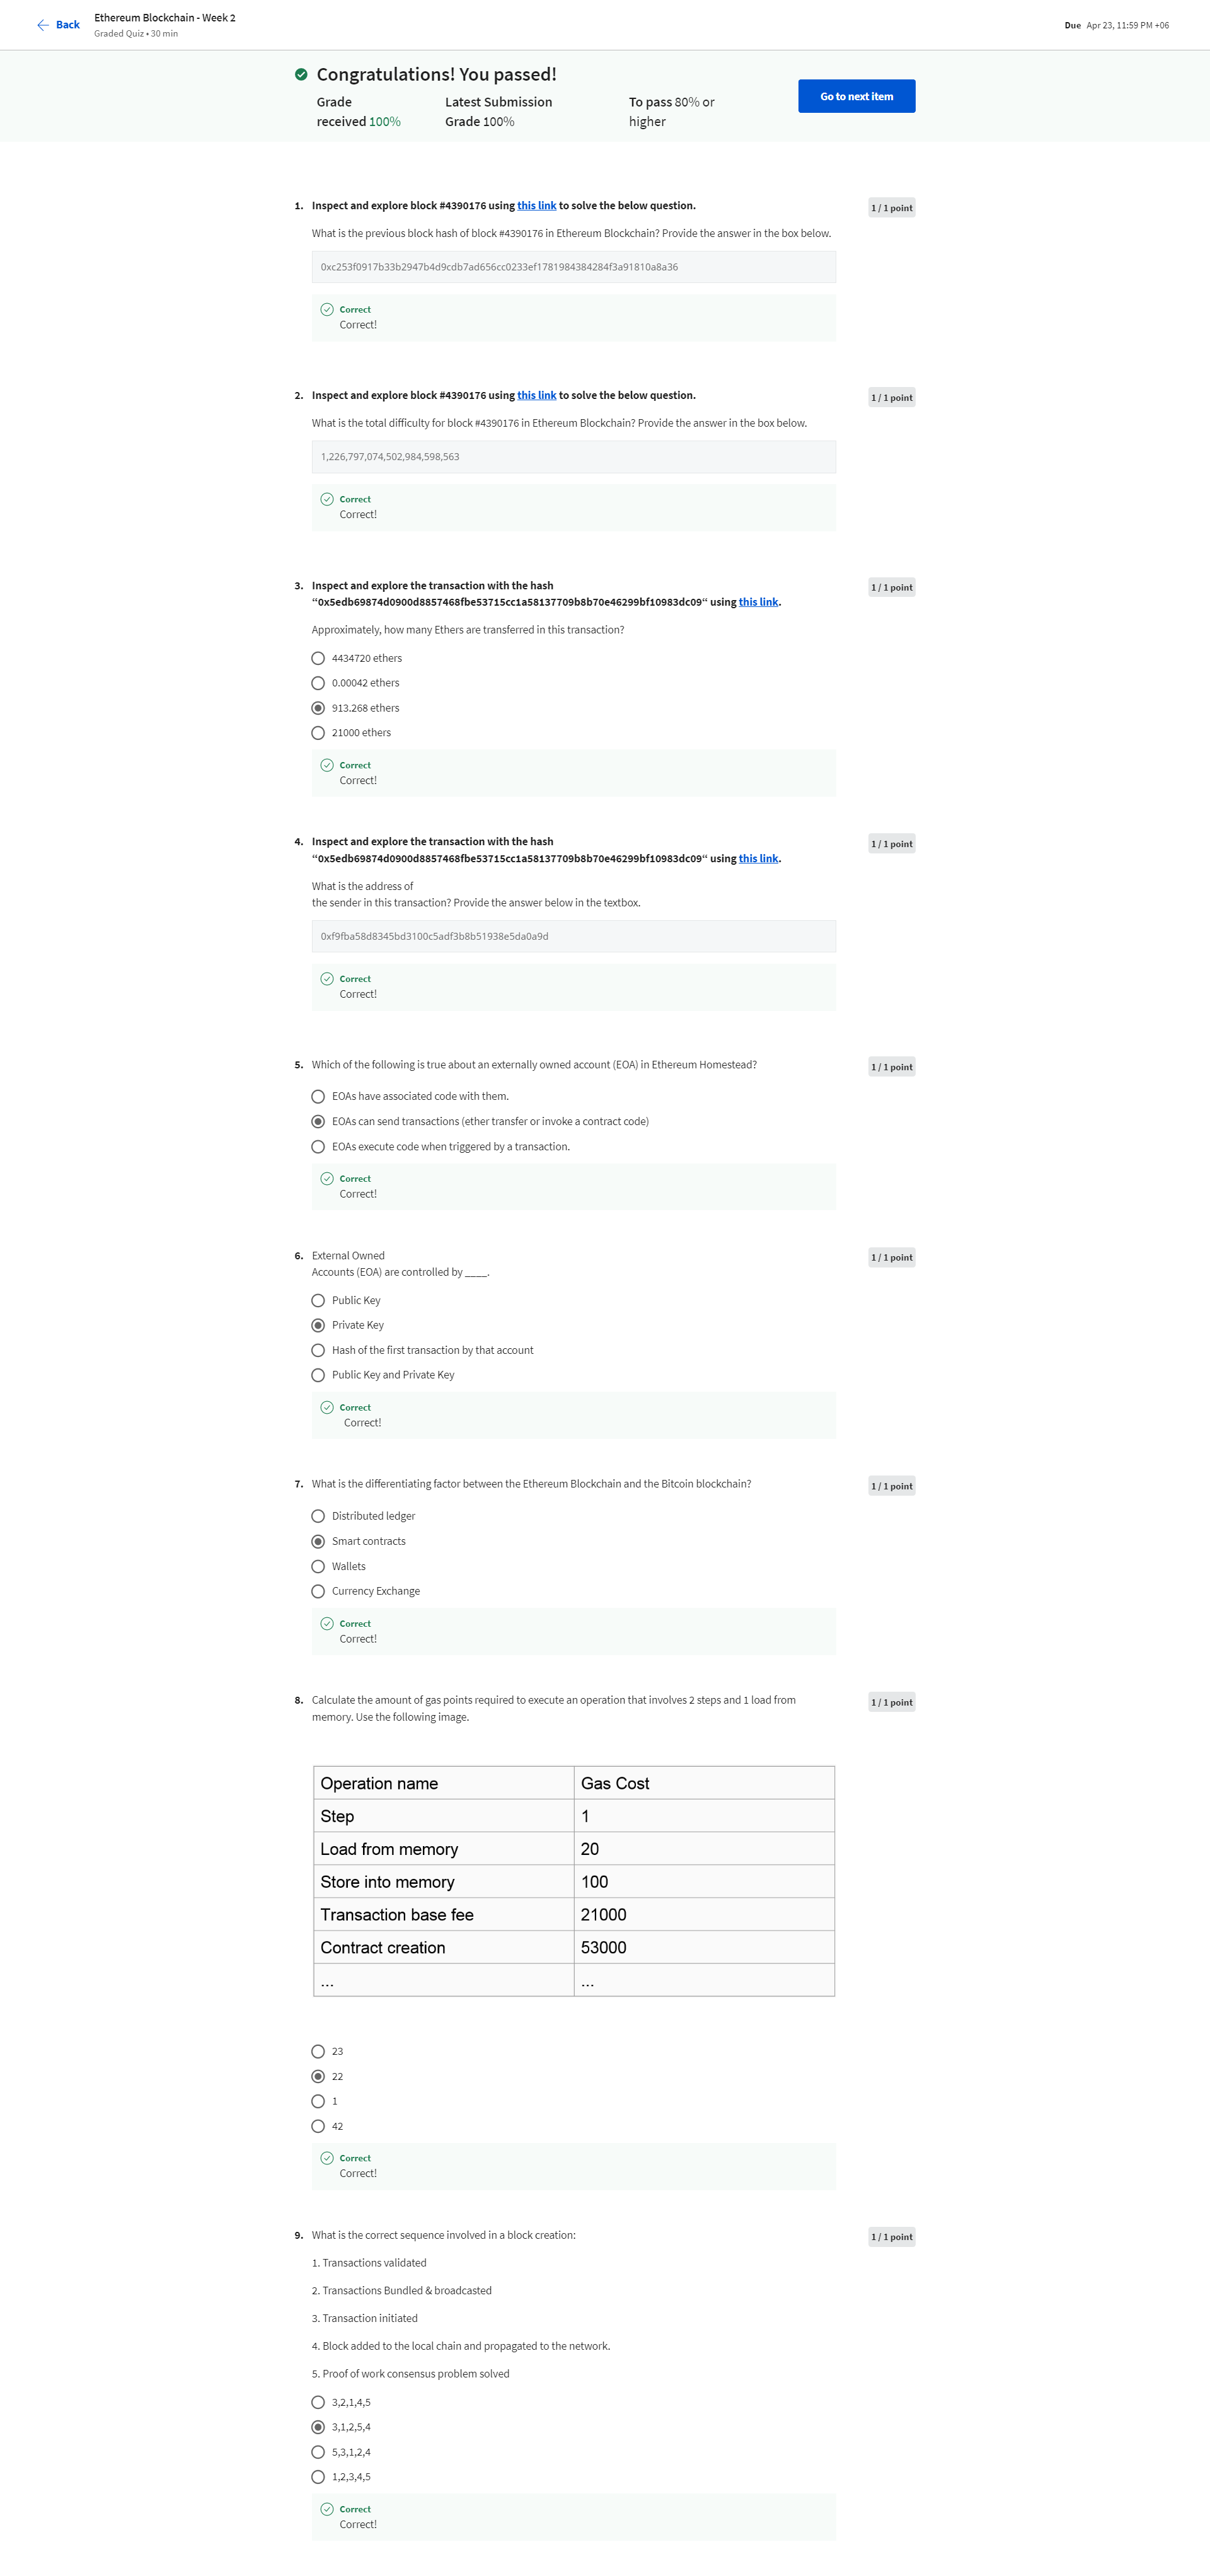 Back
Ethereum Blockchain - Week 2
Graded Quiz • 30 min
Due Apr 23, 11:59 PM +06
Congratulations! You passed!
Grade received 100%
Latest Submission Grade 100%
To pass 80% or higher
Go to next item
1. Inspect and explore block #4390176 using this link to solve the below question.
1 / 1 point
What is the previous block hash of block #4390176 in Ethereum Blockchain? Provide the answer in the box below.
0xc253f0917b33b2947b4d9cdb7ad656cc0233ef1781984384284f3a91810a8a36
Correct
Correct!
2. Inspect and explore block #4390176 using this link to solve the below question.
1 / 1 point
What is the total difficulty for block #4390176 in Ethereum Blockchain? Provide the answer in the box below.
1,226,797,074,502,984,598,563
Correct
Correct!
3. Inspect and explore the transaction with the hash
1 / 1 point
“0x5edb69874d0900d8857468fbe53715cc1a58137709b8b70e46299bf10983dc09“ using this link.
Approximately, how many Ethers are transferred in this transaction?
4434720 ethers
0.00042 ethers
913.268 ethers
21000 ethers
Correct
Correct!
4. Inspect and explore the transaction with the hash
1 / 1 point
“0x5edb69874d0900d8857468fbe53715cc1a58137709b8b70e46299bf10983dc09“ using this link.
What is the address of
the sender in this transaction? Provide the answer below in the textbox.
0xf9fba58d8345bd3100c5adf3b8b51938e5da0a9d
Correct
Correct!
5. Which of the following is true about an externally owned account (EOA) in Ethereum Homestead?
1 / 1 point
EOAs have associated code with them.
EOAs can send transactions (ether transfer or invoke a contract code)
EOAs execute code when triggered by a transaction.
Correct
Correct!
6. External Owned
1 / 1 point
Accounts (EOA) are controlled by ____.
Public Key
Private Key
Hash of the first transaction by that account
Public Key and Private Key
Correct
Correct!
7. What is the differentiating factor between the Ethereum Blockchain and the Bitcoin blockchain?
1 / 1 point
Distributed ledger
Smart contracts
Wallets
Currency Exchange
Correct
Correct!
8. Calculate the amount of gas points required to execute an operation that involves 2 steps and 1 load from
1 / 1 point
memory. Use the following image.
Operation name Gas Cost
Step 1
Load from memory 20
Store into memory 100
Transaction base fee 21000
Contract creation 53000
... ...
23
22
1
42
Correct
Correct!
9. What is the correct sequence involved in a block creation:
1 / 1 point
1. Transactions validated
2. Transactions Bundled & broadcasted
3. Transaction initiated
4. Block added to the local chain and propagated to the network.
5. Proof of work consensus problem solved
3,2,1,4,5
3,1,2,5,4
5,3,1,2,4
1,2,3,4,5
Correct
Correct!